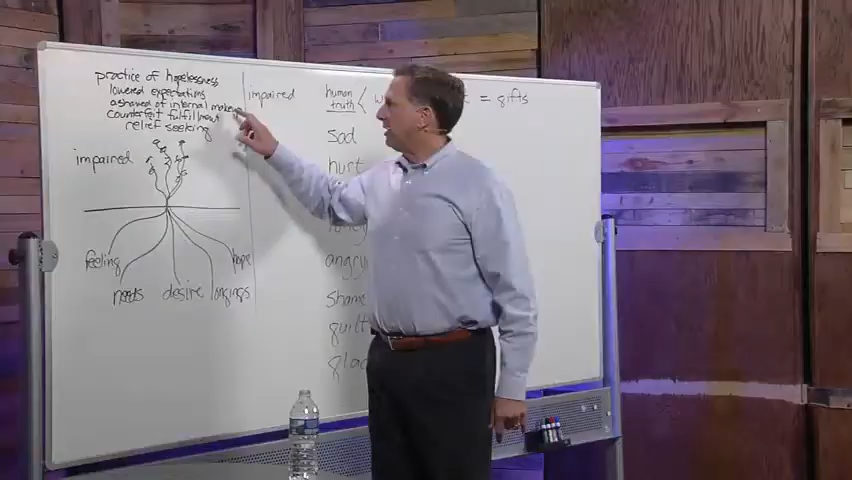 practice of hopelessness
lowered expectations
ashamed of internal makeup
counterfeit fulfillment
relief seeking
impaired
feeling
needs
desire
longings
hope
impaired
human
truth
= gifts
sad
hurt
angry
shame
guilt
glad